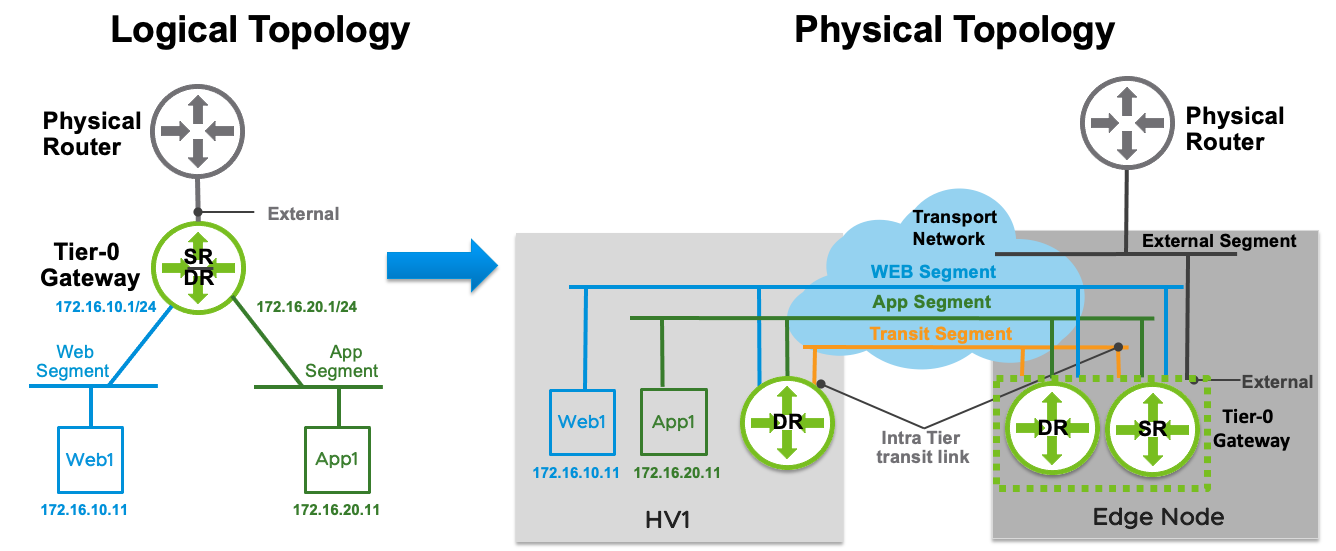 Logical Topology
Physical
Router
External
Tier-0
Gateway
SR
DR
172.16.10.1/24
172.16.20.1/24
Web
Segment
App
Segment
Web1
App1
172.16.10.11
172.16.20.11
Physical Topology
Physical
Router
Transport
Network
External Segment
WEB Segment
App Segment
Transit Segment
Web1
App1
DR
172.16.10.11
172.16.20.11
HV1
Intra Tier
transit link
DR
SR
External
Tier-0
Gateway
Edge Node